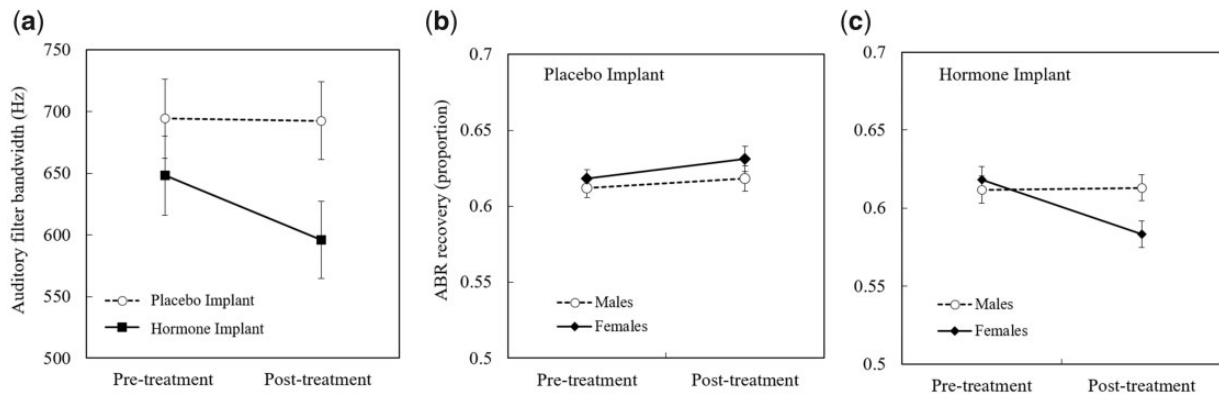 (a)
750
700
650
600
550
500
Auditory filter bandwidth (Hz)
Placebo Implant
Hormone Implant
Pre-treatment Post-treatment
(b)
0.7
0.65
0.6
0.55
0.5
ABR recovery (proportion)
Placebo Implant
Males
Females
Pre-treatment Post-treatment
(c)
0.7
0.65
0.6
0.55
0.5
Hormone Implant
Males
Females
Pre-treatment Post-treatment